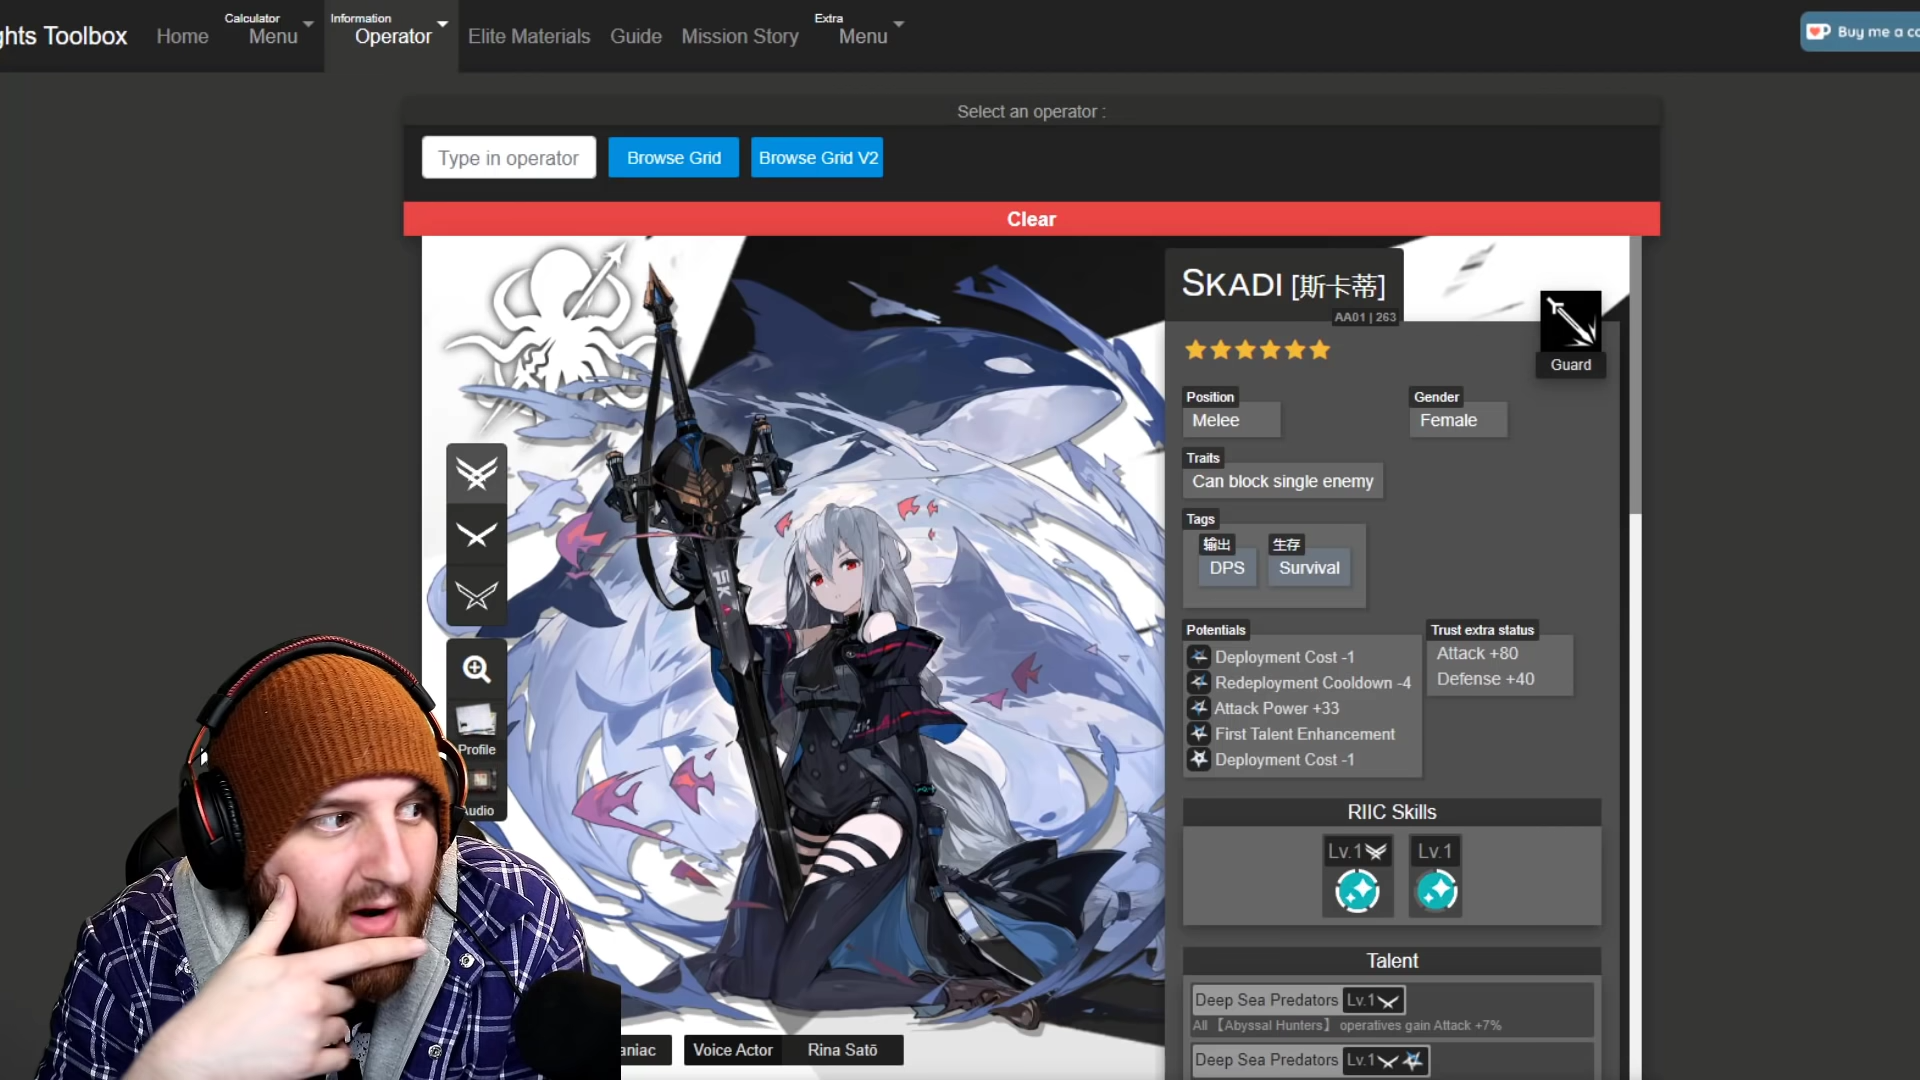 ghts Toolbox
Home
Calculator
Menu
Information
Operator
Elite Materials
Guide
Mission Story
Extra
Menu
Buy me a co
Select an operator :
Type in operator
Browse Grid
Browse Grid V2
Clear
SKADI [斯卡蒂]
AA01 | 263
Guard
Position
Melee
Gender
Female
Traits
Can block single enemy
Tags
输出
DPS
生存
Survival
Potentials
Deployment Cost -1
Redeployment Cooldown -4
Attack Power +33
First Talent Enhancement
Deployment Cost -1
Trust extra status
Attack +80
Defense +40
Profile
Audio
RIIC Skills
Lv.1
Lv.1
Talent
Deep Sea Predators Lv.1
All 【Abyssal Hunters】 operatives gain Attack +7%
Deep Sea Predators Lv.1
aniac
Voice Actor
Rina Satō